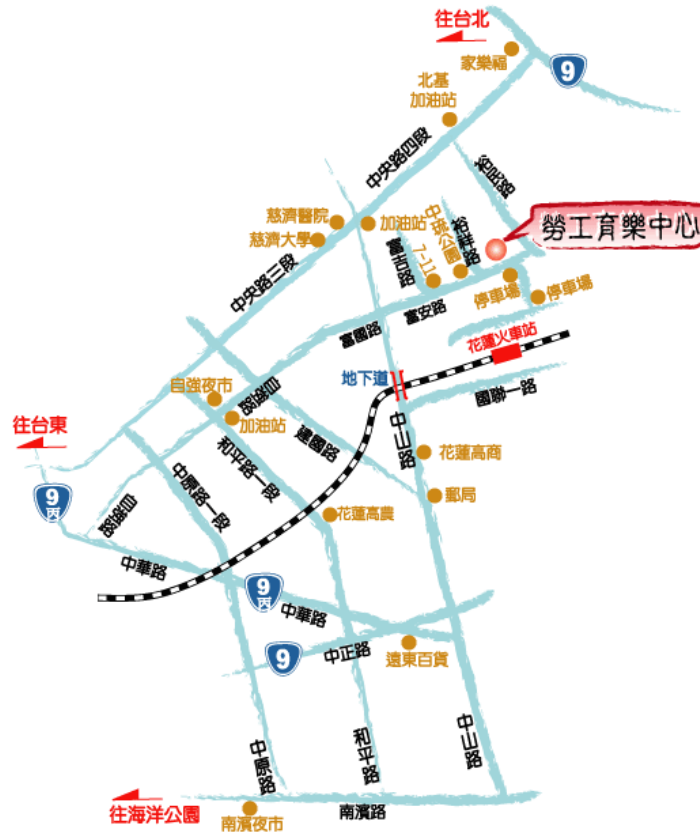 往台北
家樂福
9
北基
加油站
中央路四段
裕民路
勞工育樂中心
慈濟醫院
加油站
慈濟大學
中琉公園
裕祥路
7-11
富吉路
中央路三段
停車場
停車場
富安路
富國路
花蓮火車站
地下道
國聯一路
自強夜市
自強路
加油站
往台東
中山路
建國路
和平路一段
花蓮高商
中原路一段
9
丙
郵局
花蓮高農
中華路
9
丙
中華路
9
中正路
遠東百貨
中原路
和平路
中山路
往海洋公園
南濱夜市
南濱路